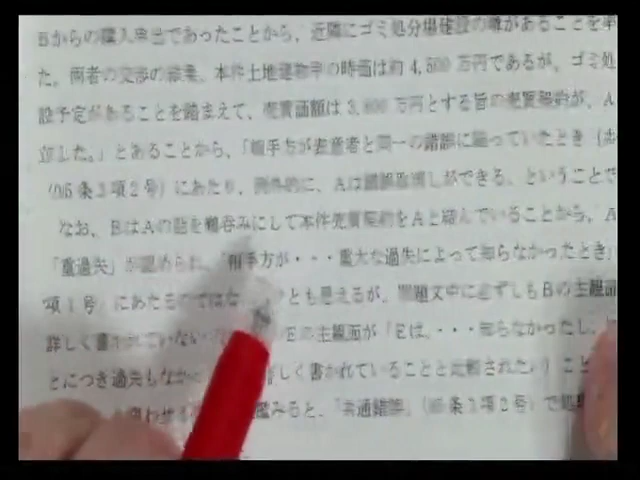 Bからの購入申出であったことから、近隣にゴミ処分場建設の噂があることを
た。両者の交渉の結果、本件土地建物甲の時価は約 4,500 万円であるが、ゴミ処
設予定があることを踏まえて、売買価額は 3,800 万円とする旨の売買契約が、A
立した。」とあることから、「相手方が表意者と同一の錯誤に陥っていたとき
（95 条3項2号）にあたり、例外的に、Aは錯誤取消しができる、ということで
なお、BはAの話を鵜呑みにして本件売買契約をAと結んでいることから、A
「重過失」が認められ、「相手方が・・・重大な過失によって知らなかったとき」
項1号）にあたるのではな とも思えるが、問題文中に必ずしもBの主観面
詳しく書かれていない Eの主観面が「Eは、・・・知らなかったし、
とにつき過失もなか 詳しく書かれていることと比較されたい）こと
鑑みると、「共通錯誤」（95 条3項2号）で処理